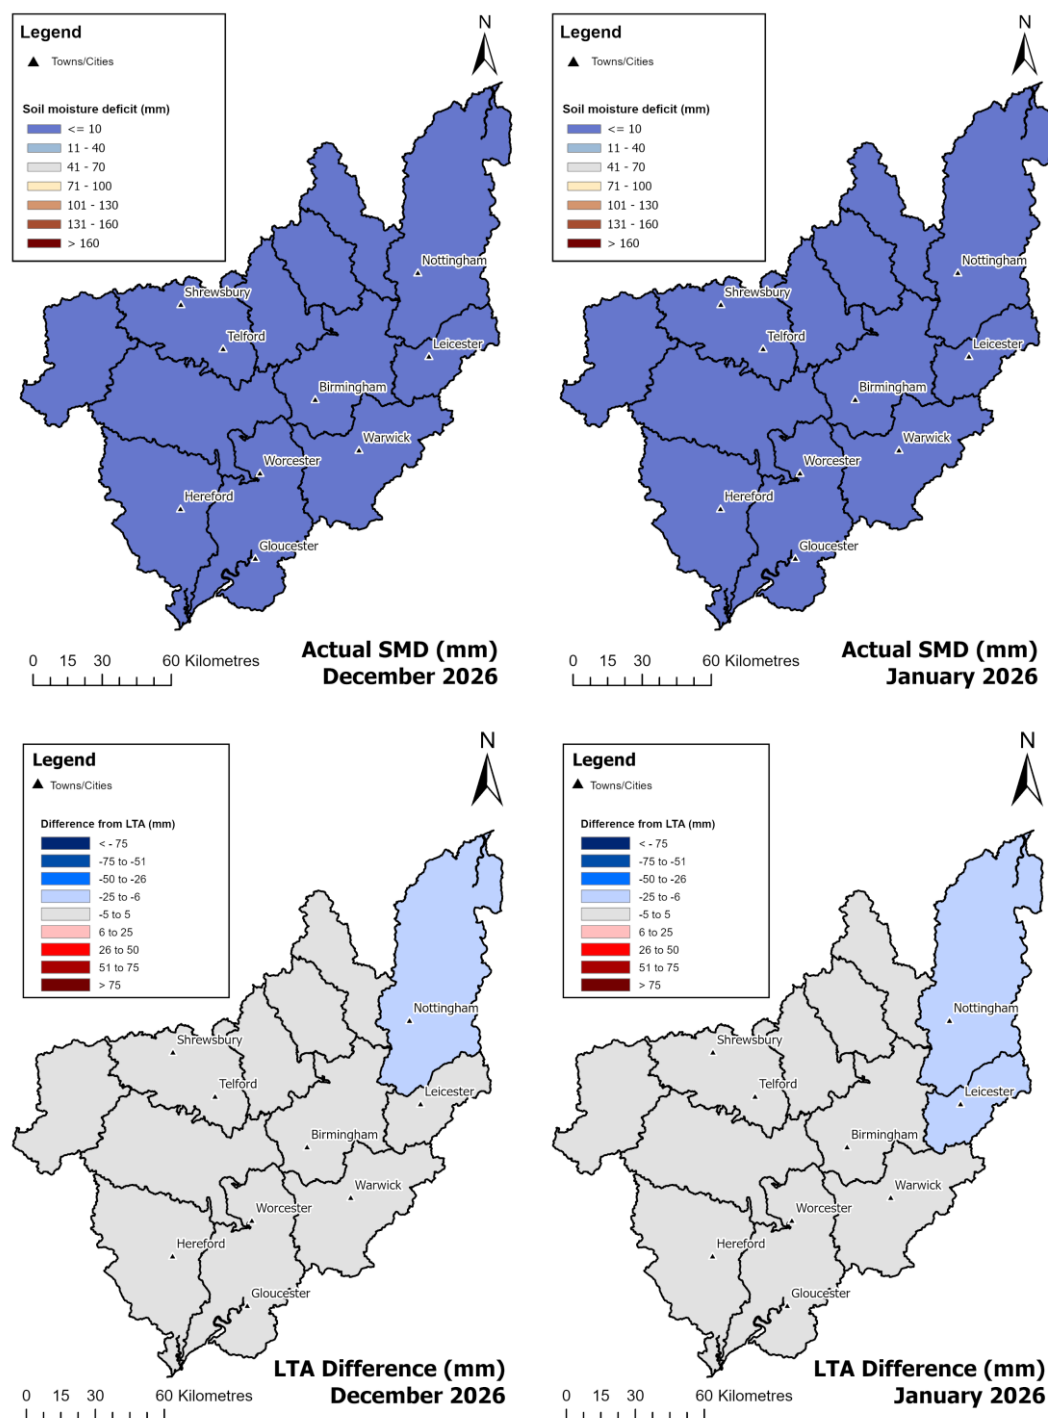 N
Legend
Towns/Cities
Soil moisture deficit (mm)
<= 10
11 - 40
41 - 70
71 - 100
101 - 130
131 - 160
> 160
Nottingham
Shrewsbury
Telford
Leicester
Birmingham
Warwick
Worcester
Hereford
Gloucester
0 15 30 60 Kilometres
Actual SMD (mm)
December 2026
N
Legend
Towns/Cities
Soil moisture deficit (mm)
<= 10
11 - 40
41 - 70
71 - 100
101 - 130
131 - 160
> 160
Nottingham
Shrewsbury
Telford
Leicester
Birmingham
Warwick
Worcester
Hereford
Gloucester
0 15 30 60 Kilometres
Actual SMD (mm)
January 2026
N
Legend
Towns/Cities
Difference from LTA (mm)
< - 75
-75 to -51
-50 to -26
-25 to -6
-5 to 5
6 to 25
26 to 50
51 to 75
> 75
Nottingham
Shrewsbury
Telford
Leicester
Birmingham
Warwick
Worcester
Hereford
Gloucester
LTA Difference (mm)
December 2026
0 15 30 60 Kilometres
N
Legend
Towns/Cities
Difference from LTA (mm)
< - 75
-75 to -51
-50 to -26
-25 to -6
-5 to 5
6 to 25
26 to 50
51 to 75
> 75
Nottingham
Shrewsbury
Telford
Leicester
Birmingham
Warwick
Worcester
Hereford
Gloucester
LTA Difference (mm)
January 2026
0 15 30 60 Kilometres